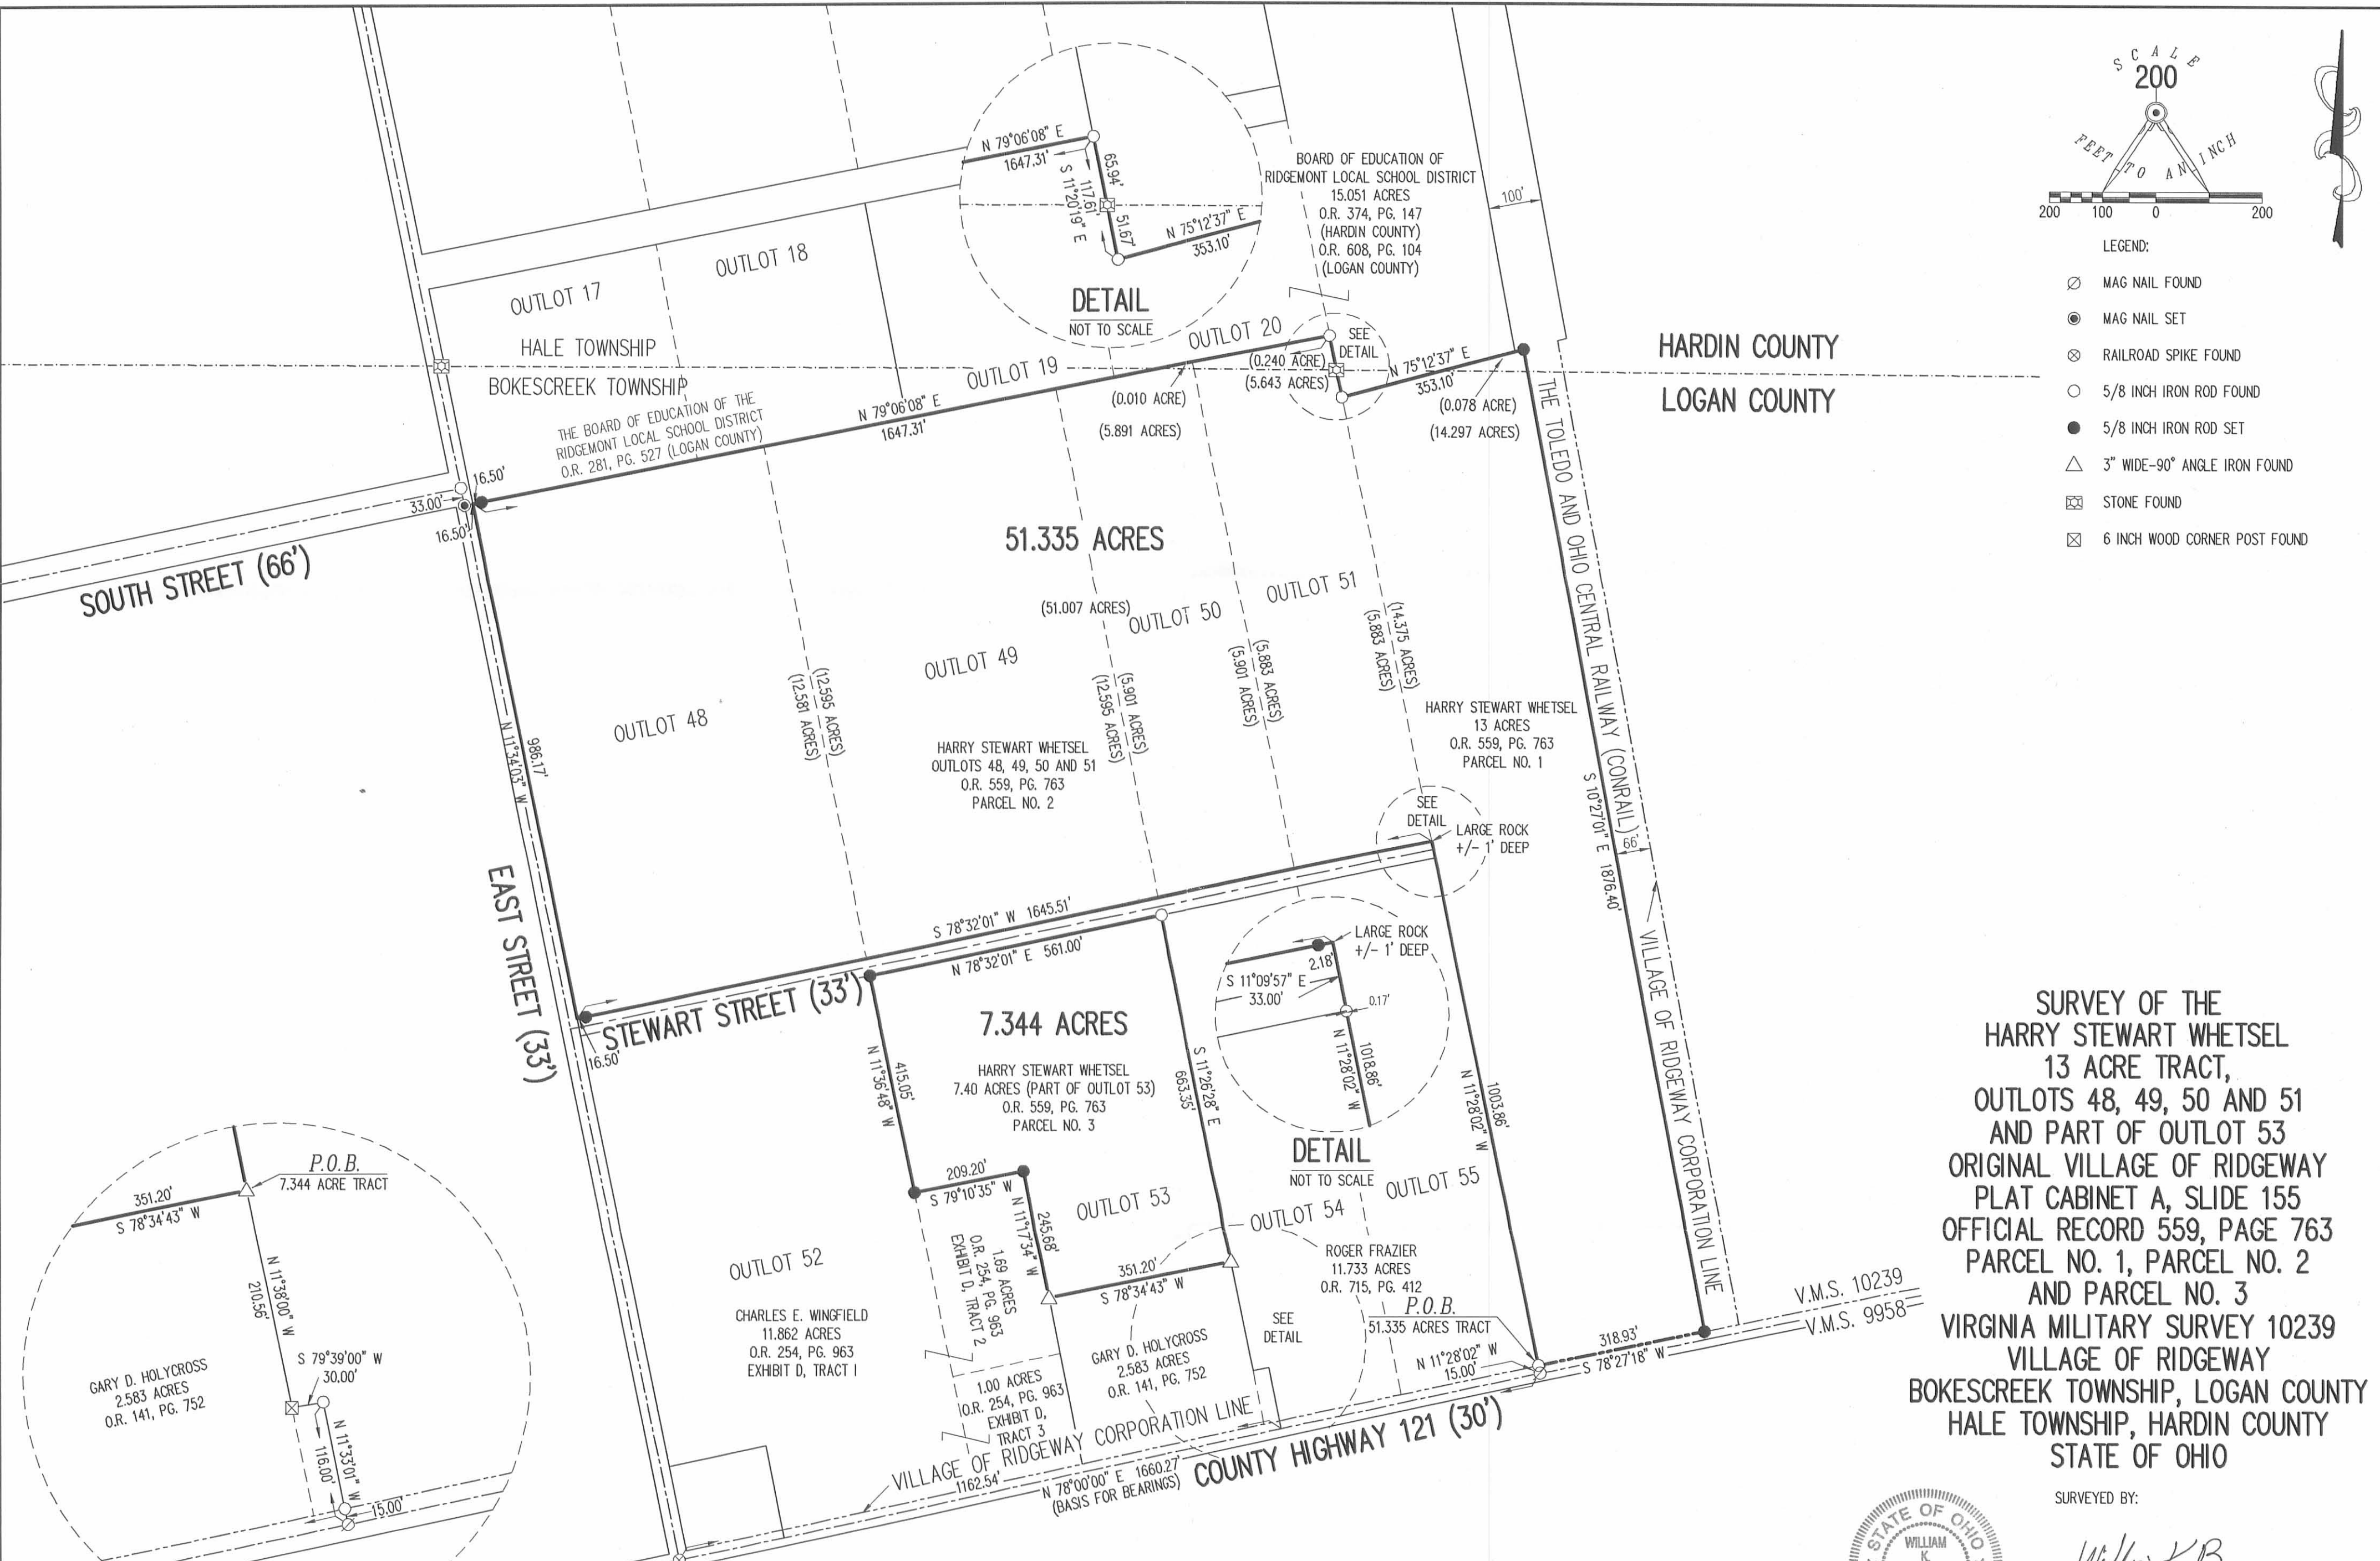 SCALE
200
FEET TO AN INCH
200 100 0 200
LEGEND:
MAG NAIL FOUND
MAG NAIL SET
RAILROAD SPIKE FOUND
5/8 INCH IRON ROD FOUND
5/8 INCH IRON ROD SET
3" WIDE-90° ANGLE IRON FOUND
STONE FOUND
6 INCH WOOD CORNER POST FOUND
N 79°06'08" E
1647.31'
65.94'
117.61'
S 11°20'19" E
51.67'
N 75°12'37" E
353.10'
DETAIL
NOT TO SCALE
BOARD OF EDUCATION OF
RIDGEMONT LOCAL SCHOOL DISTRICT
15.051 ACRES
O.R. 374, PG. 147
(HARDIN COUNTY)
O.R. 608, PG. 104
(LOGAN COUNTY)
100'
OUTLOT 17
OUTLOT 18
OUTLOT 19
OUTLOT 20
HALE TOWNSHIP
BOKESCREEK TOWNSHIP
HARDIN COUNTY
LOGAN COUNTY
THE BOARD OF EDUCATION OF THE
RIDGEMONT LOCAL SCHOOL DISTRICT
O.R. 281, PG. 527 (LOGAN COUNTY)
N 79°06'08" E
1647.31'
(0.010 ACRE)
(5.891 ACRES)
(0.240 ACRE)
(5.643 ACRES)
SEE
DETAIL
N 75°12'37" E
353.10'
(0.078 ACRE)
(14.297 ACRES)
16.50'
33.00'
16.50'
SOUTH STREET (66')
51.335 ACRES
(51.007 ACRES)
OUTLOT 48
OUTLOT 49
OUTLOT 50
OUTLOT 51
(12.595 ACRES)
(12.581 ACRES)
(5.901 ACRES)
(12.595 ACRES)
(5.883 ACRES)
(5.901 ACRES)
(14.375 ACRES)
(5.883 ACRES)
HARRY STEWART WHETSEL
OUTLOTS 48, 49, 50 AND 51
O.R. 559, PG. 763
PARCEL NO. 2
HARRY STEWART WHETSEL
13 ACRES
O.R. 559, PG. 763
PARCEL NO. 1
THE TOLEDO AND OHIO CENTRAL RAILWAY (CONRAIL)
S 10°27'01" E 1876.40'
66'
VILLAGE OF RIDGEWAY CORPORATION LINE
986.17'
N 11°34'03" W
EAST STREET (33')
SEE
DETAIL
LARGE ROCK
+/- 1' DEEP
S 78°32'01" W 1645.51'
N 78°32'01" E 561.00'
STEWART STREET (33')
16.50'
7.344 ACRES
HARRY STEWART WHETSEL
7.40 ACRES (PART OF OUTLOT 53)
O.R. 559, PG. 763
PARCEL NO. 3
415.05'
N 11°36'48" W
S 11°26'28" E
663.35'
209.20'
S 79°10'35" W
245.68'
N 11°17'34" W
351.20'
S 78°34'43" W
LARGE ROCK
+/- 1' DEEP
2.18'
S 11°09'57" E
33.00'
0.17'
1018.86'
N 11°28'02" W
DETAIL
NOT TO SCALE
1003.86'
N 11°28'02" W
OUTLOT 52
OUTLOT 53
OUTLOT 54
OUTLOT 55
CHARLES E. WINGFIELD
11.862 ACRES
O.R. 254, PG. 963
EXHIBIT D, TRACT 1
1.69 ACRES
O.R. 254, PG. 963
EXHIBIT D, TRACT 2
1.00 ACRES
O.R. 254, PG. 963
EXHIBIT D,
TRACT 3
GARY D. HOLYCROSS
2.583 ACRES
O.R. 141, PG. 752
SEE
DETAIL
ROGER FRAZIER
11.733 ACRES
O.R. 715, PG. 412
P.O.B.
51.335 ACRES TRACT
N 11°28'02" W
15.00'
318.93'
S 78°27'18" W
V.M.S. 10239
V.M.S. 9958
VILLAGE OF RIDGEWAY CORPORATION LINE
1162.54'
N 78°00'00" E 1660.27'
(BASIS FOR BEARINGS)
COUNTY HIGHWAY 121 (30')
P.O.B.
7.344 ACRE TRACT
351.20'
S 78°34'43" W
N 11°38'00" W
210.56'
S 79°39'00" W
30.00'
GARY D. HOLYCROSS
2.583 ACRES
O.R. 141, PG. 752
N 11°33'01" W
116.00'
15.00'
SURVEY OF THE
HARRY STEWART WHETSEL
13 ACRE TRACT,
OUTLOTS 48, 49, 50 AND 51
AND PART OF OUTLOT 53
ORIGINAL VILLAGE OF RIDGEWAY
PLAT CABINET A, SLIDE 155
OFFICIAL RECORD 559, PAGE 763
PARCEL NO. 1, PARCEL NO. 2
AND PARCEL NO. 3
VIRGINIA MILITARY SURVEY 10239
VILLAGE OF RIDGEWAY
BOKESCREEK TOWNSHIP, LOGAN COUNTY
HALE TOWNSHIP, HARDIN COUNTY
STATE OF OHIO
SURVEYED BY:
STATE OF OHIO
WILLIAM
K.